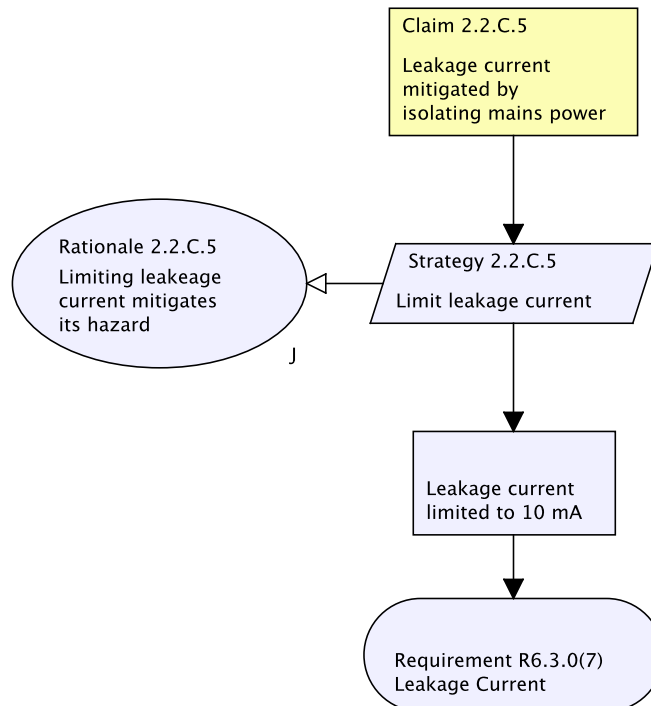 Claim 2.2.C.5
Leakage current
mitigated by
isolating mains power
Rationale 2.2.C.5
Limiting leakeage
current mitigates
its hazard
J
Strategy 2.2.C.5
Limit leakage current
Leakage current
limited to 10 mA
Requirement R6.3.0(7)
Leakage Current